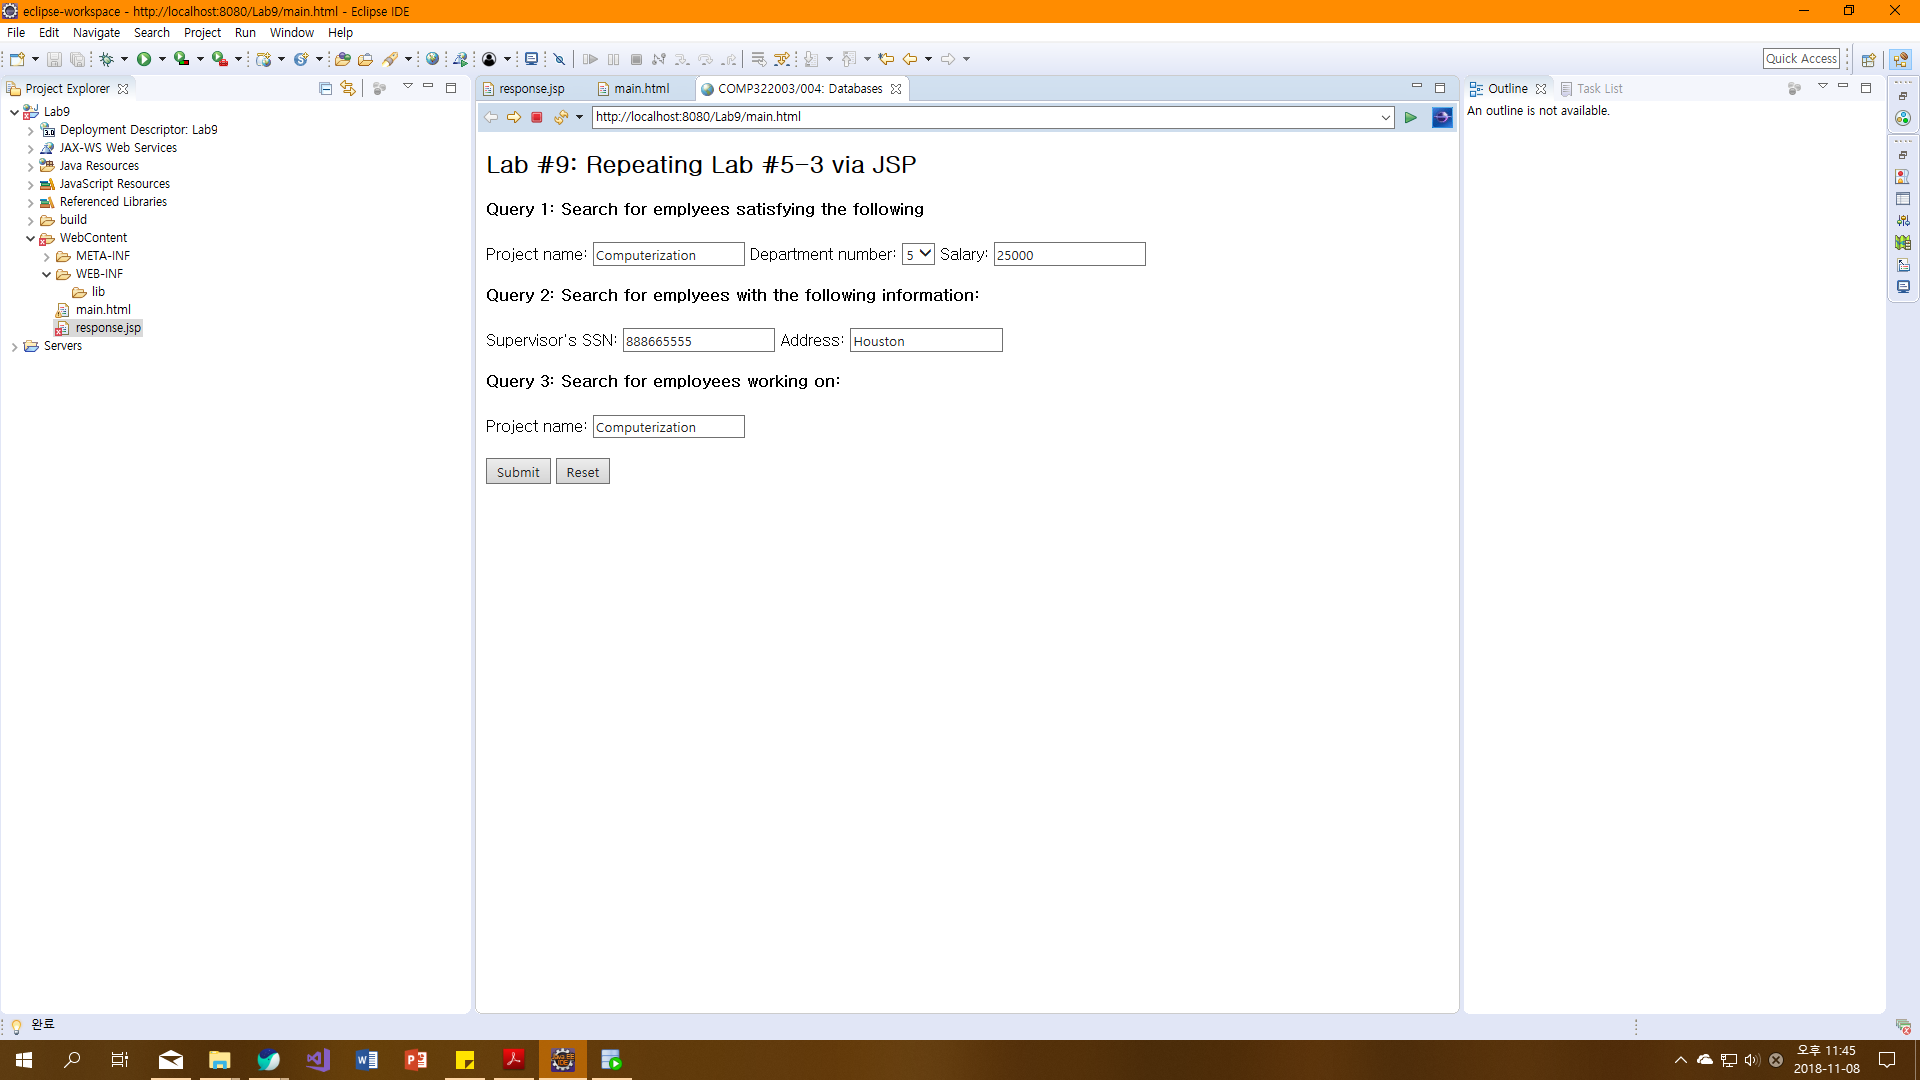 eclipse-workspace - http://localhost:8080/Lab9/main.html - Eclipse IDE
File Edit Navigate Search Project Run Window Help
Quick Access
Project Explorer
response.jsp main.html COMP322003/004: Databases
Outline Task List
http://localhost:8080/Lab9/main.html
An outline is not available.
Lab9
Deployment Descriptor: Lab9
JAX-WS Web Services
Java Resources
JavaScript Resources
Referenced Libraries
build
WebContent
META-INF
WEB-INF
lib
main.html
response.jsp
Servers
Lab #9: Repeating Lab #5-3 via JSP
Query 1: Search for emplyees satisfying the following
Project name: Computerization Department number: 5 Salary: 25000
Query 2: Search for emplyees with the following information:
Supervisor's SSN: 888665555 Address: Houston
Query 3: Search for employees working on:
Project name: Computerization
Submit Reset
완료
오후 11:45
2018-11-08